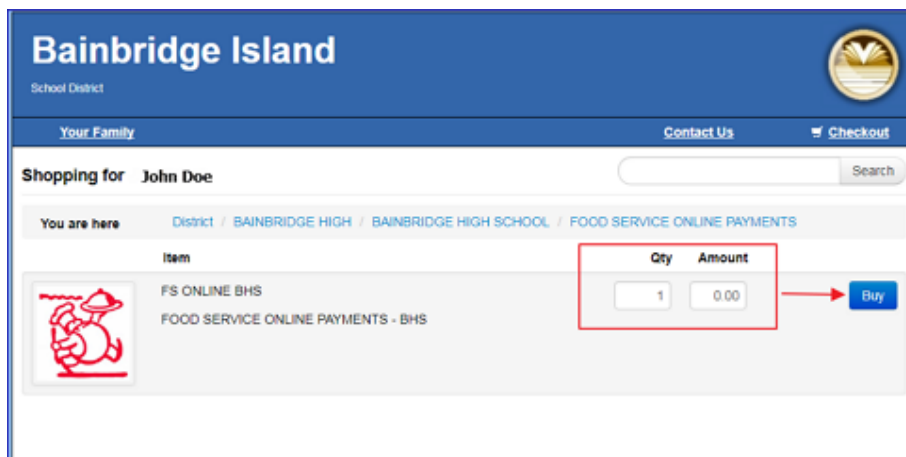 Bainbridge Island
School District
Your Family Contact Us Checkout
Shopping for John Doe Search
You are here District / BAINBRIDGE HIGH / BAINBRIDGE HIGH SCHOOL / FOOD SERVICE ONLINE PAYMENTS
Item Qty Amount
FS ONLINE BHS 1 0.00 Buy
FOOD SERVICE ONLINE PAYMENTS - BHS